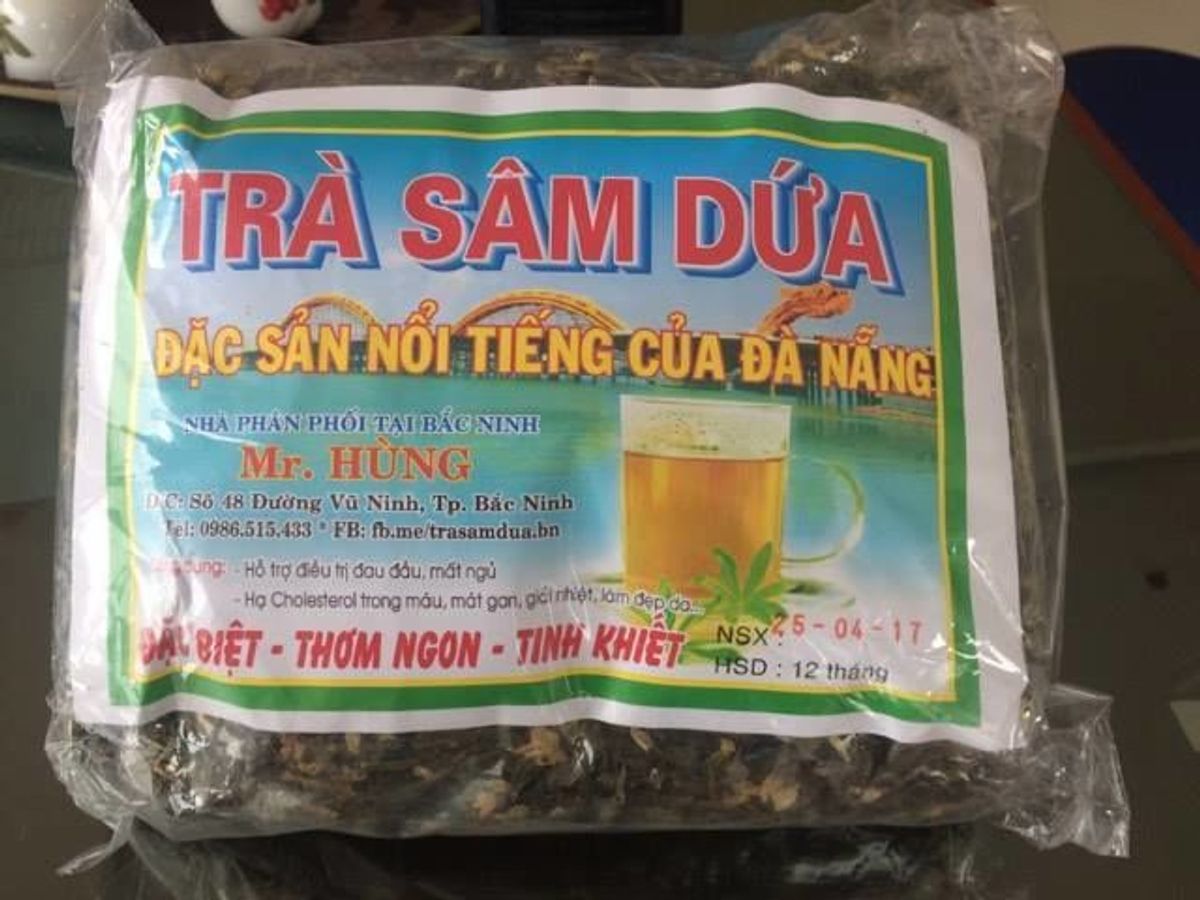 TRÀ SÂM DỨA
ĐẶC SẢN NỔI TIẾNG CỦA ĐÀ NẴNG
NHÀ PHÂN PHỐI TẠI BẮC NINH
Mr. HÙNG
Đ/C: Số 48 Đường Vũ Ninh, Tp. Bắc Ninh
Tel: 0986.515.433 * FB: fb.me/trasamdua.bn
dụng: - Hỗ trợ điều trị đau đầu, mất ngủ
- Hạ Cholesterol trong máu, mát gan, giải nhiệt, làm đẹp da...
ĐẶC BIỆT - THƠM NGON - TINH KHIẾT
NSX: 25-04-17
HSD : 12 tháng